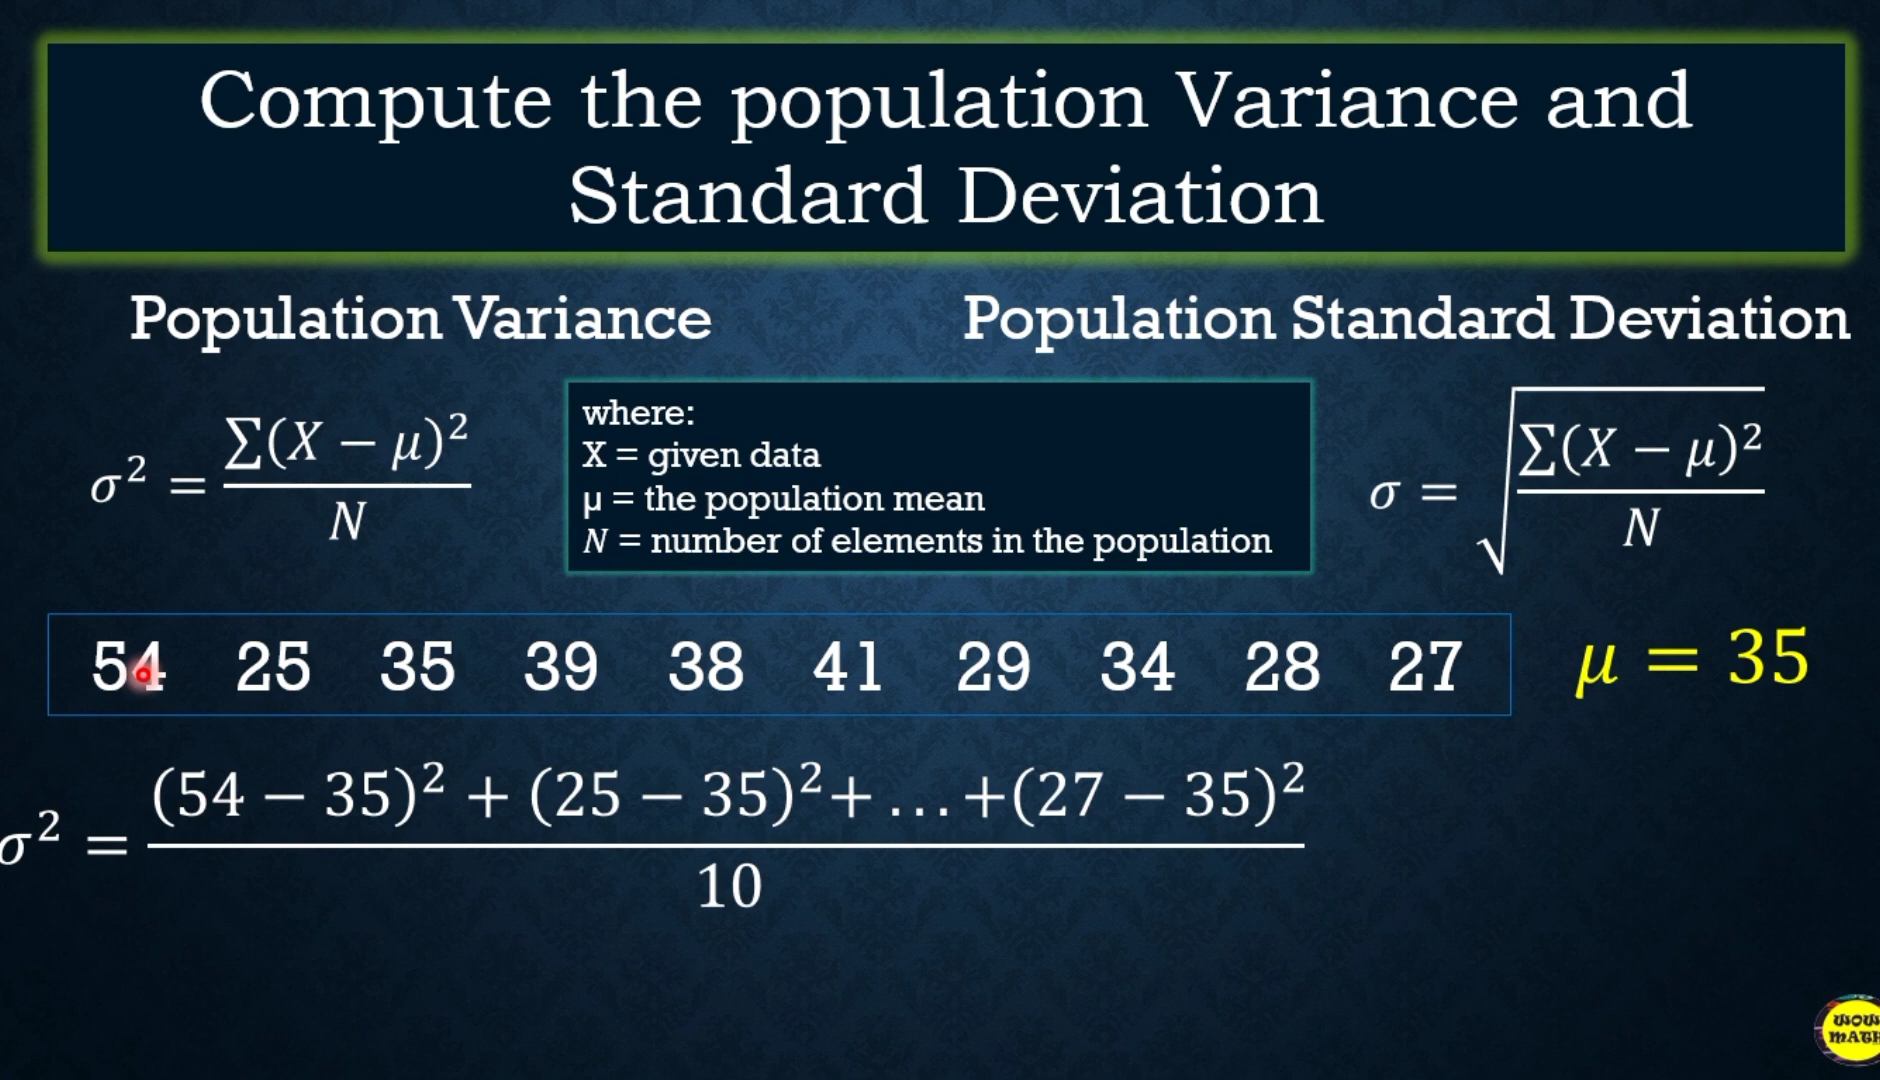 Compute the population Variance and
Standard Deviation
Population Variance
Population Standard Deviation
σ² = ∑(X − μ)² / N
where:
X = given data
μ = the population mean
N = number of elements in the population
σ = √(∑(X − μ)² / N)
54 25 35 39 38 41 29 34 28 27
μ = 35
σ² = (54 − 35)² + (25 − 35)²+ ... +(27 − 35)² / 10
WOW
MATH